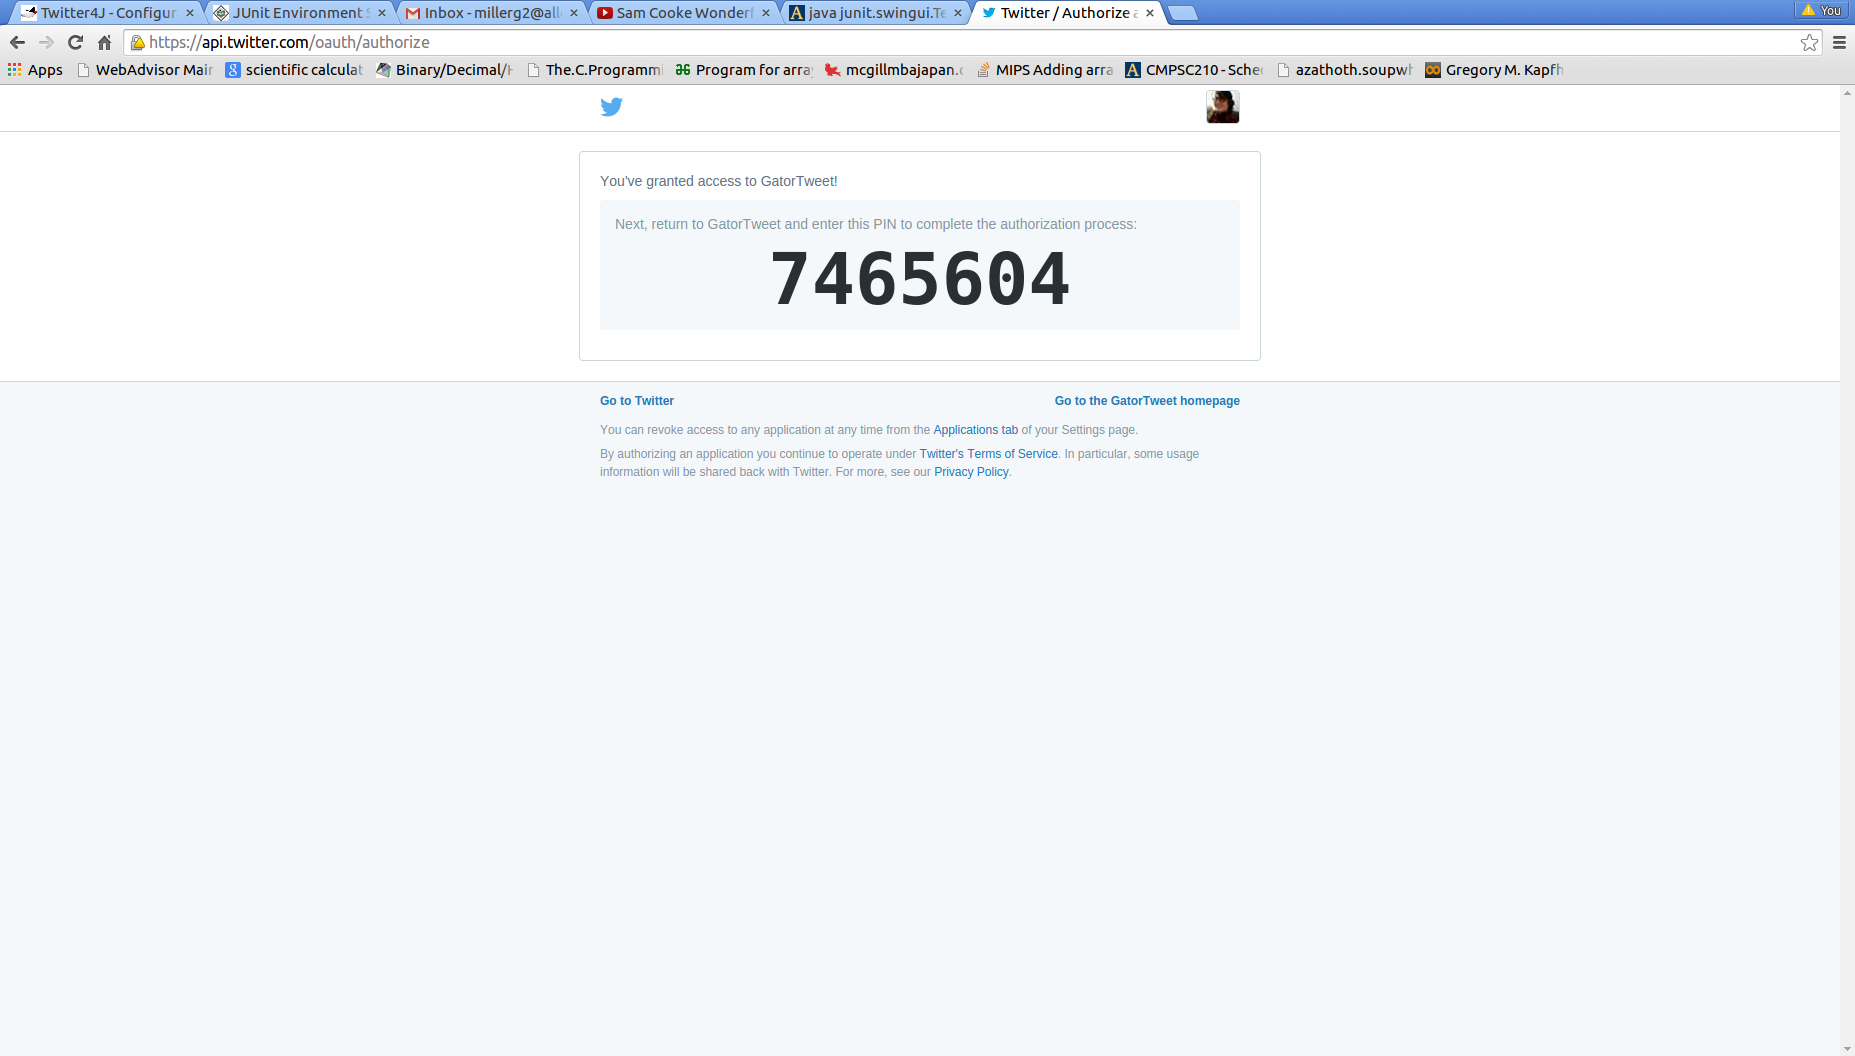 Twitter4J - Configur
JUnit Environment S
Inbox - millerg2@all
Sam Cooke Wonderf
java junit.swingui.Te
Twitter / Authorize a
You
https://api.twitter.com/oauth/authorize
Apps
WebAdvisor Mair
scientific calculat
Binary/Decimal/H
The.C.Programmi
Program for array
mcgillmbajapan.c
MIPS Adding arra
CMPSC210 - Sche
azathoth.soupwh
Gregory M. Kapfh
You've granted access to GatorTweet!
Next, return to GatorTweet and enter this PIN to complete the authorization process:
7465604
Go to Twitter
Go to the GatorTweet homepage
You can revoke access to any application at any time from the Applications tab of your Settings page.
By authorizing an application you continue to operate under Twitter's Terms of Service. In particular, some usage
information will be shared back with Twitter. For more, see our Privacy Policy.